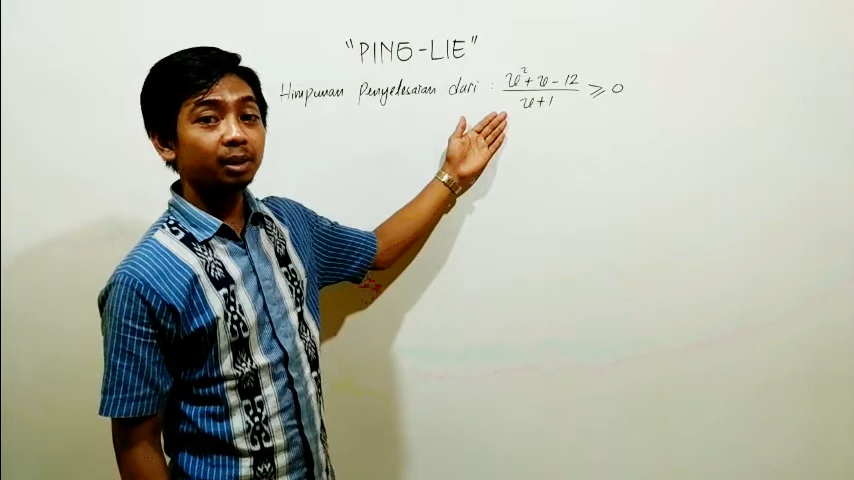 "PING-LIE"
Himpunan Penyelesaian dari : x² + x - 12 / x + 1 ≥ 0